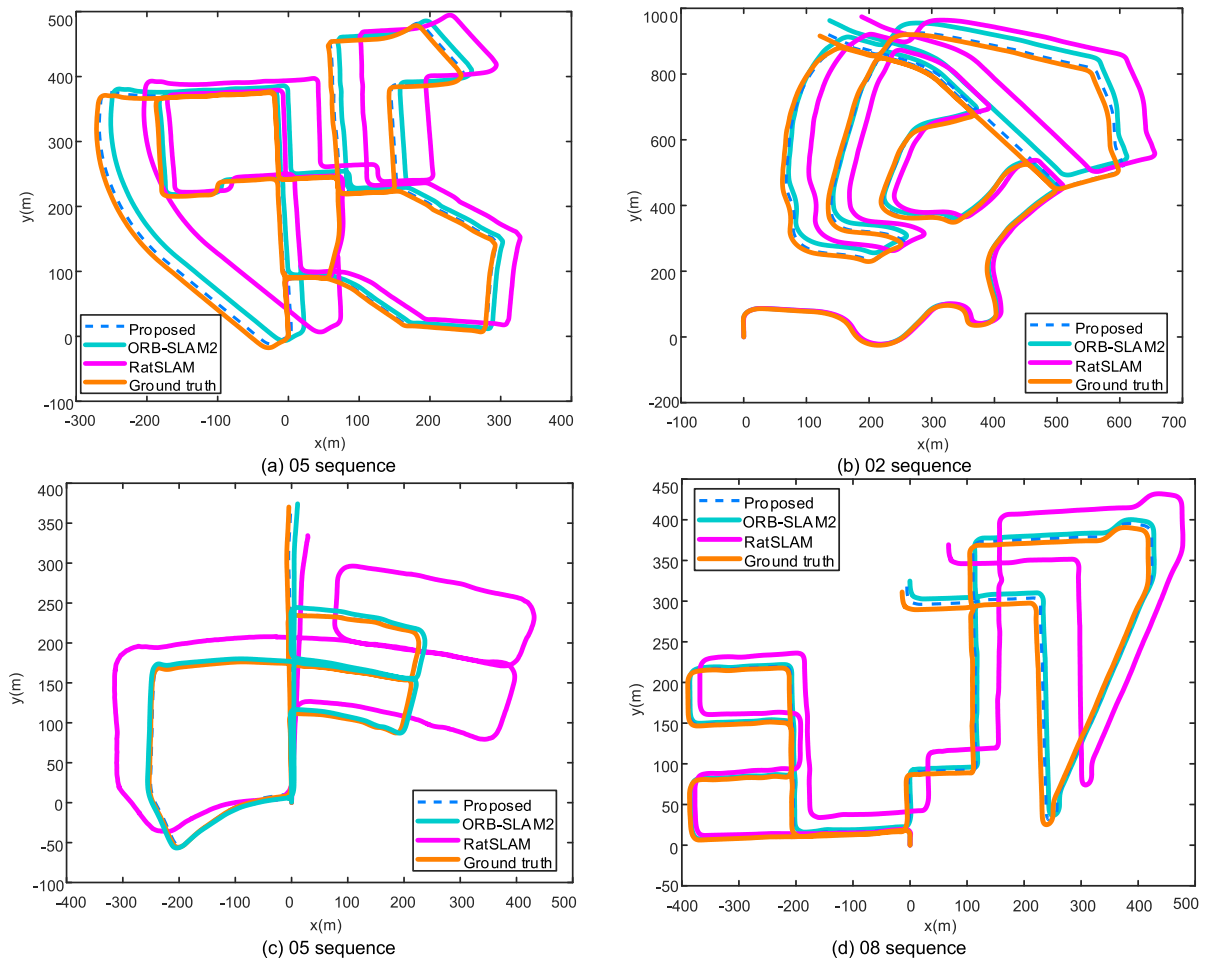 500
400
300
200
100
0
-100
y(m)
Proposed
ORB-SLAM2
RatSLAM
Ground truth
-300 -200 -100 0 100 200 300 400
x(m)
(a) 05 sequence
1000
800
600
400
200
0
-200
y(m)
Proposed
ORB-SLAM2
RatSLAM
Ground truth
-100 0 100 200 300 400 500 600 700
x(m)
(b) 02 sequence
400
350
300
250
200
150
100
50
0
-50
-100
y(m)
Proposed
ORB-SLAM2
RatSLAM
Ground truth
-400 -300 -200 -100 0 100 200 300 400 500
x(m)
(c) 05 sequence
450
400
350
300
250
200
150
100
50
0
-50
y(m)
Proposed
ORB-SLAM2
RatSLAM
Ground truth
-400 -300 -200 -100 0 100 200 300 400 500
x(m)
(d) 08 sequence